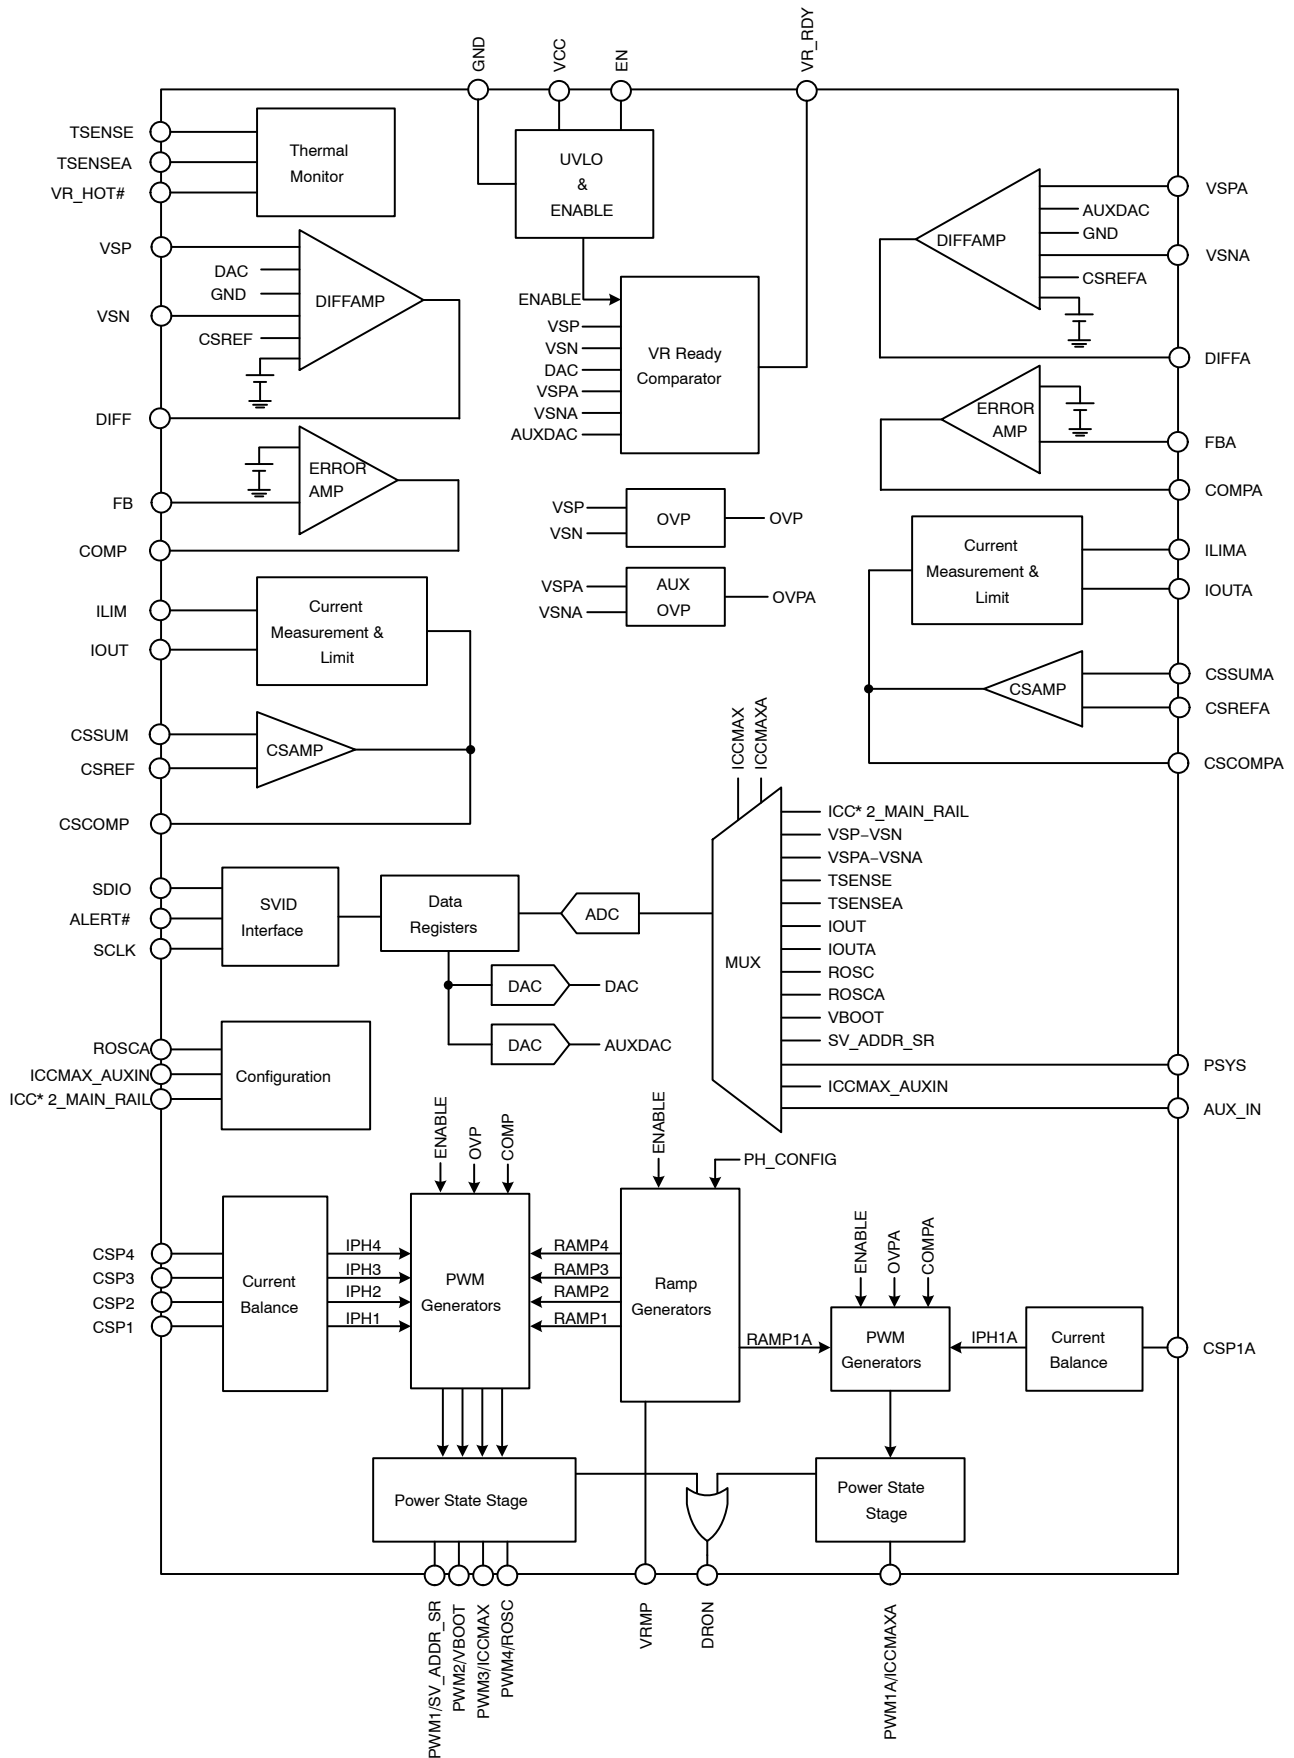 GND
VCC
EN
VR_RDY
TSENSE
TSENSEA
VR_HOT#
Thermal
Monitor
UVLO
&
ENABLE
VSP
DAC
GND
VSN
CSREF
DIFFAMP
DIFF
ENABLE
VSP
VSN
DAC
VSPA
VSNA
AUXDAC
VR Ready
Comparator
VSPA
AUXDAC
GND
VSNA
CSREFA
DIFFAMP
DIFFA
ERROR
AMP
FB
COMP
ERROR
AMP
FBA
COMPA
VSP
VSN
OVP
OVP
VSPA
VSNA
AUX
OVP
OVPA
ILIM
IOUT
Current
Measurement &
Limit
Current
Measurement &
Limit
ILIMA
IOUTA
CSSUM
CSREF
CSAMP
CSCOMP
CSAMP
CSSUMA
CSREFA
CSCOMPA
ICCMAX
ICCMAXA
ICC* 2_MAIN_RAIL
VSP–VSN
VSPA–VSNA
TSENSE
TSENSEA
IOUT
IOUTA
ROSC
ROSCA
VBOOT
SV_ADDR_SR
ICCMAX_AUXIN
MUX
PSYS
AUX_IN
SDIO
ALERT#
SCLK
SVID
Interface
Data
Registers
ADC
DAC
DAC
DAC
AUXDAC
ROSCA
ICCMAX_AUXIN
ICC* 2_MAIN_RAIL
Configuration
ENABLE
OVP
COMP
ENABLE
PH_CONFIG
CSP4
CSP3
CSP2
CSP1
Current
Balance
IPH4
IPH3
IPH2
IPH1
PWM
Generators
RAMP4
RAMP3
RAMP2
RAMP1
Ramp
Generators
RAMP1A
ENABLE
OVPA
COMPA
PWM
Generators
IPH1A
Current
Balance
CSP1A
Power State Stage
Power State
Stage
PWM1/SV_ADDR_SR
PWM2/VBOOT
PWM3/ICCMAX
PWM4/ROSC
VRMP
DRON
PWM1A/ICCMAXA